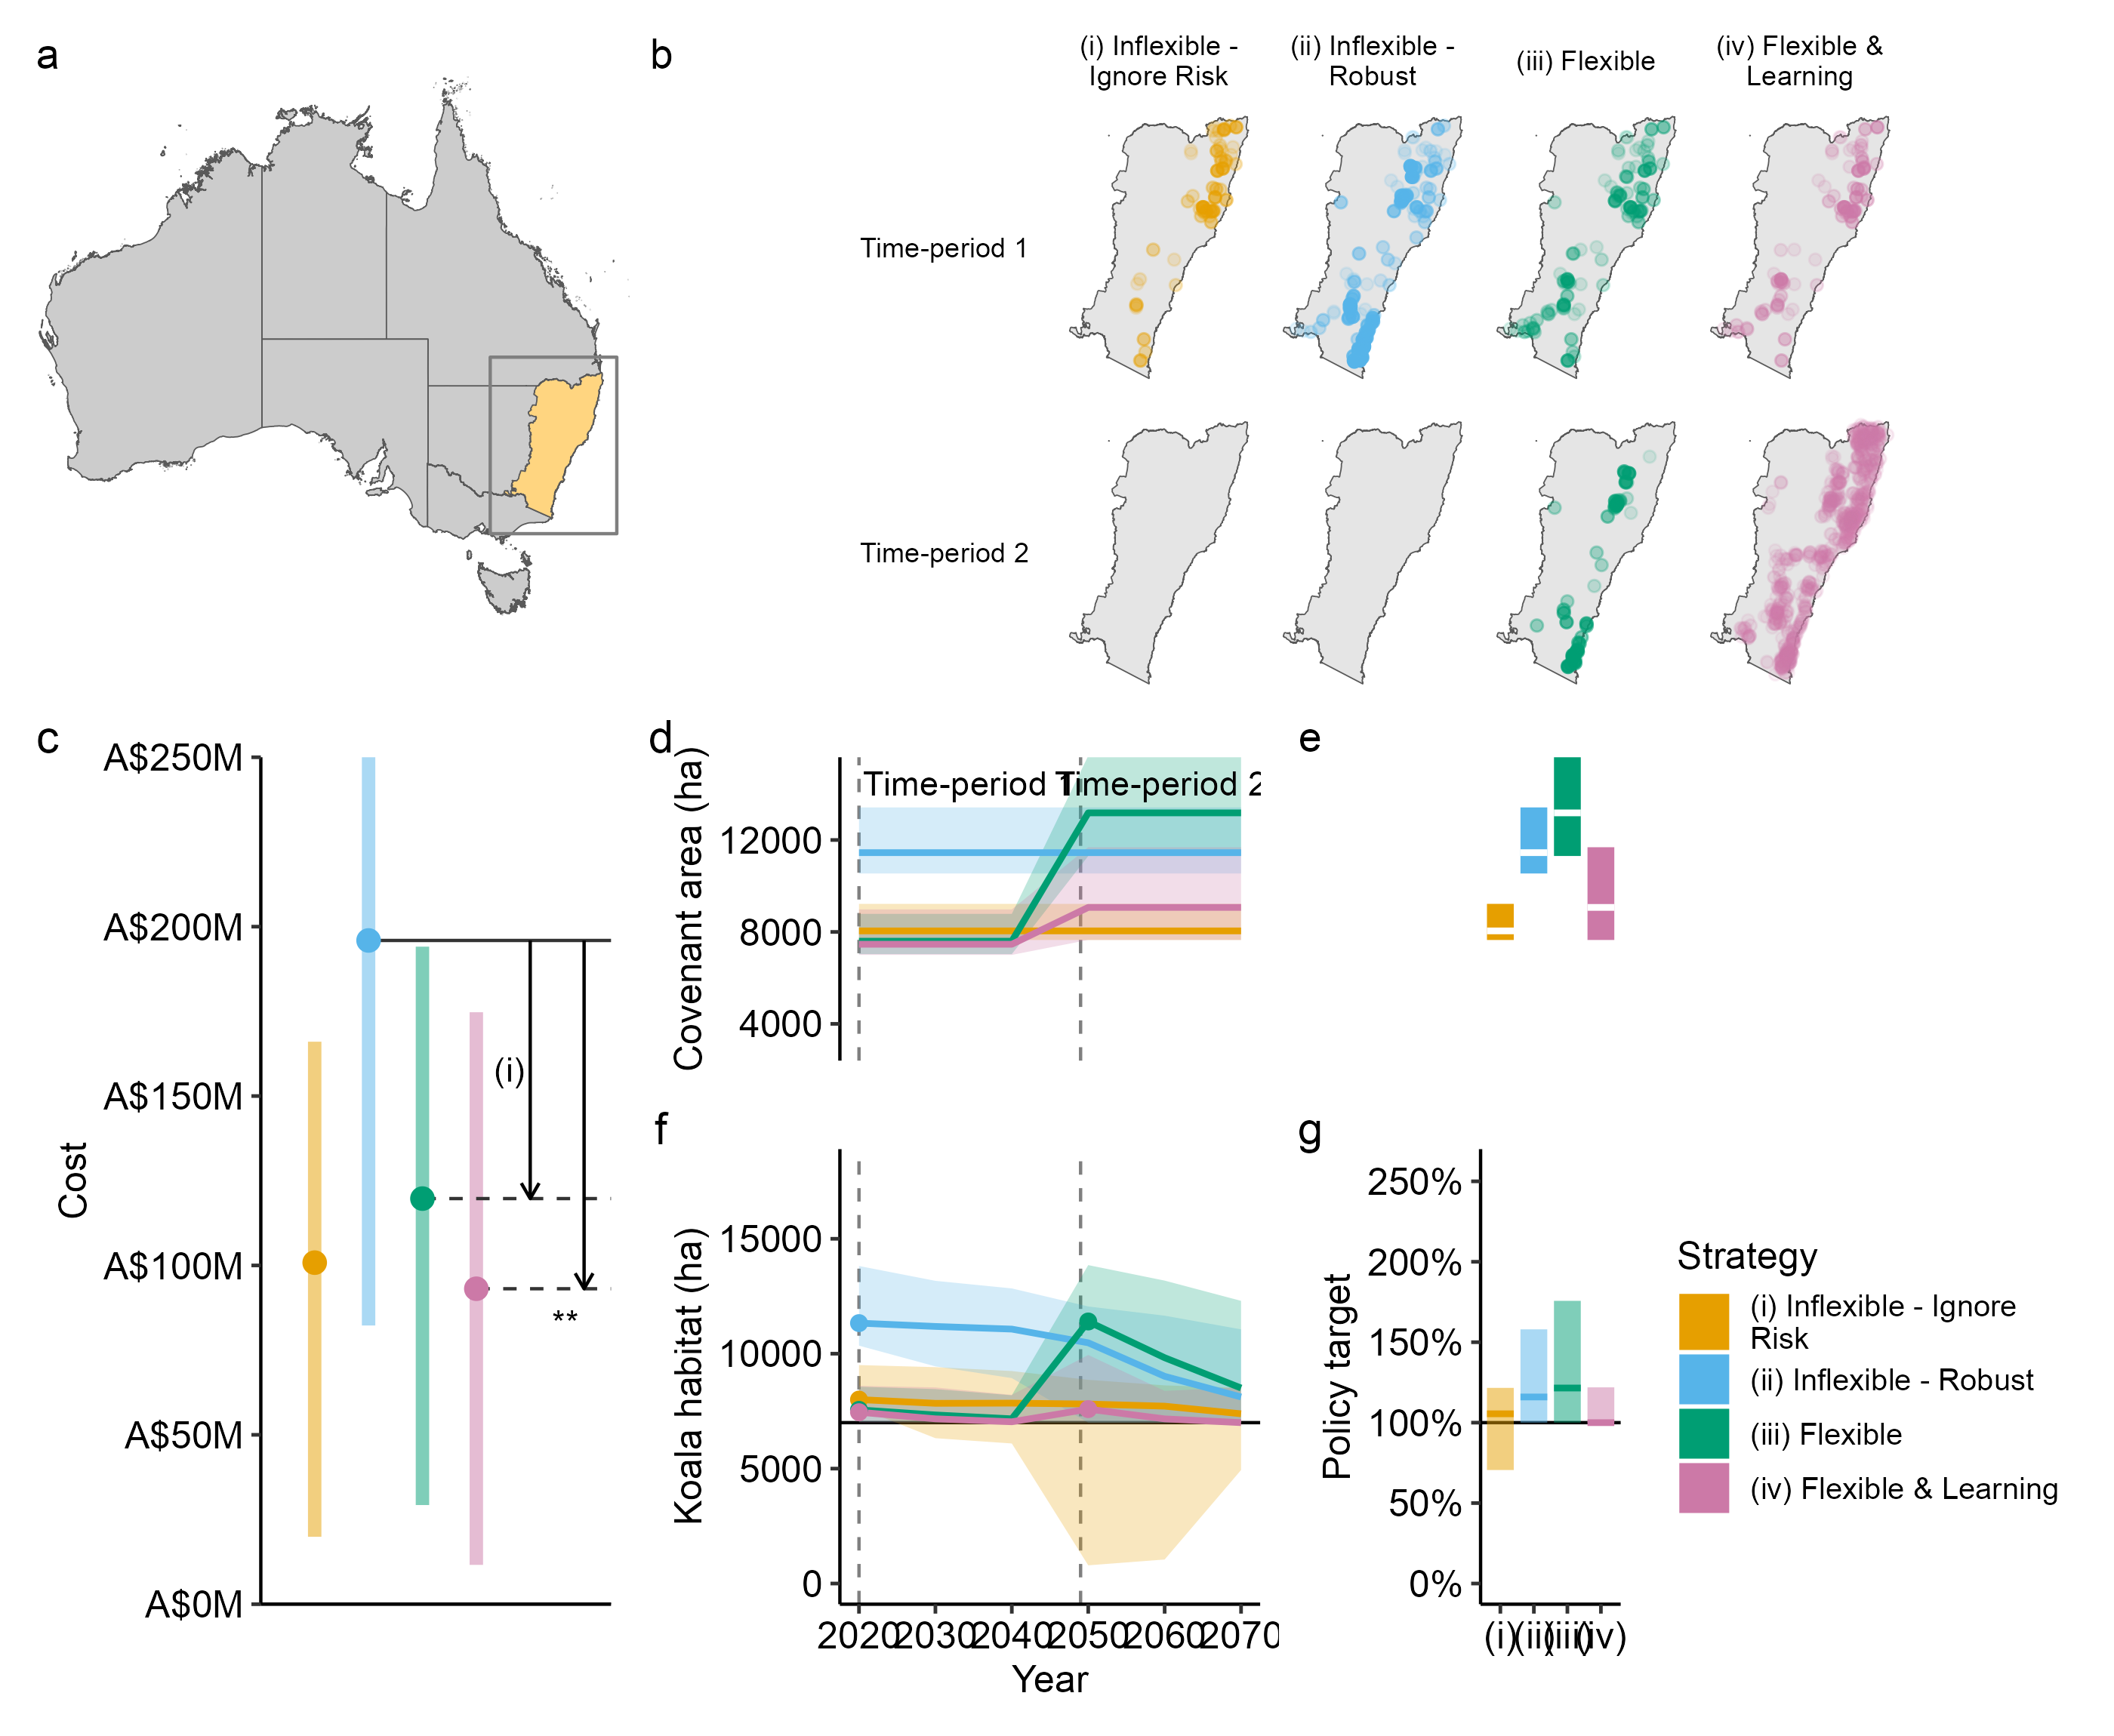 a
b
(i) Inflexible -
Ignore Risk
(ii) Inflexible -
Robust
(iii) Flexible
(iv) Flexible &
Learning
Time-period 1
Time-period 2
c
A$250M
A$200M
A$150M
A$100M
A$50M
A$0M
Cost
(i)
**
d
Covenant area (ha)
12000
8000
4000
Time-period 1
Time-period 2
e
f
Koala habitat (ha)
15000
10000
5000
0
2020
2030
2040
2050
2060
2070
Year
g
Policy target
250%
200%
150%
100%
50%
0%
(i)
(ii)
(iii)
(iv)
Strategy
(i) Inflexible - Ignore
Risk
(ii) Inflexible - Robust
(iii) Flexible
(iv) Flexible & Learning